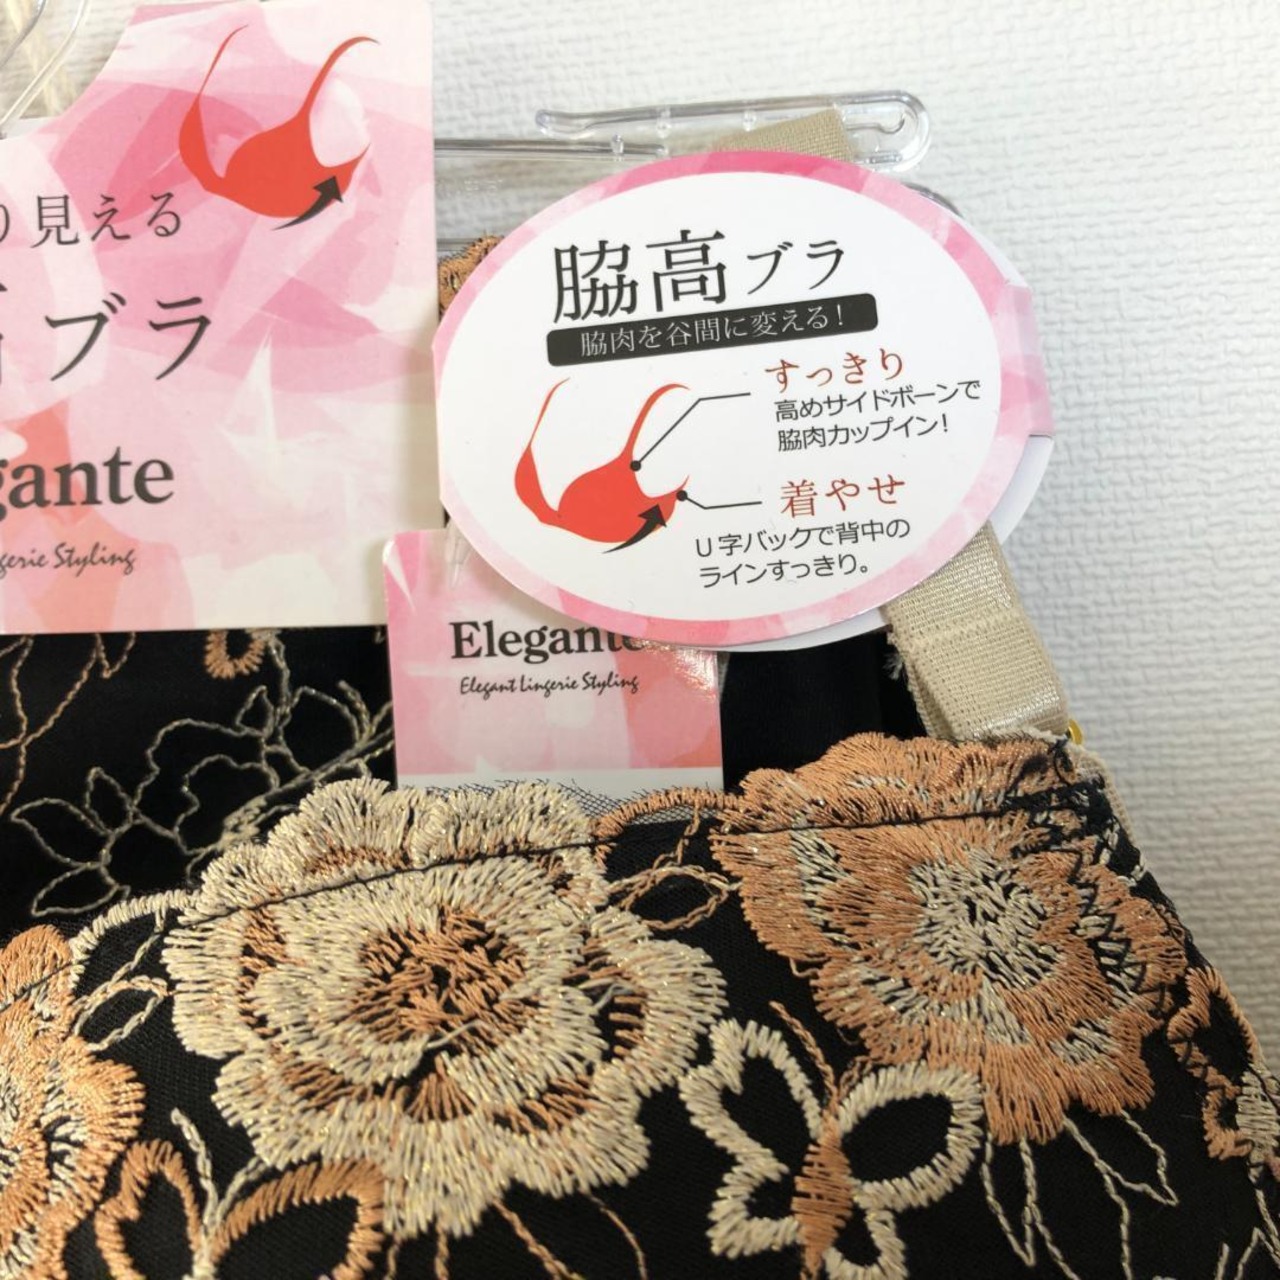 り見える
ブラ
gante
gerie Styling
脇高ブラ
脇肉を谷間に変える!
すっきり
高めサイドボーンで
脇肉カップイン!
着やせ
U字バックで背中の
ラインすっきり。
Elegante
Elegant Lingerie Styling